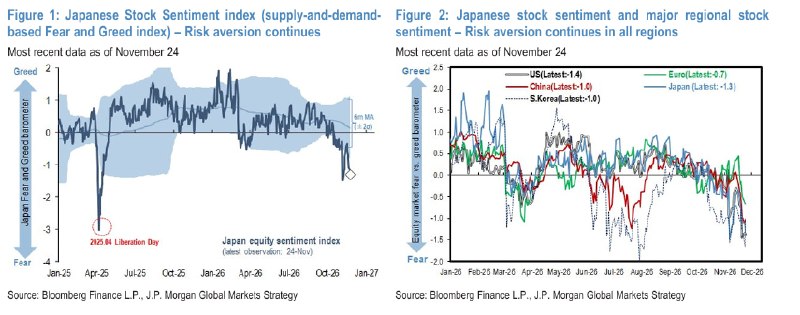 Figure 1: Japanese Stock Sentiment index (supply-and-demand-
based Fear and Greed index) – Risk aversion continues
Most recent data as of November 24
Greed
Japan Fear and Greed barometer
Fear
2
1
0
-1
-2
-3
-4
6m MA
(± 2σ)
2025.04 Liberation Day
Japan equity sentiment index
(latest observation: 24-Nov)
Jan-25
Apr-25
Jul-25
Oct-25
Jan-26
Apr-26
Jul-26
Oct-26
Jan-27
Source: Bloomberg Finance L.P., J.P. Morgan Global Markets Strategy
Figure 2: Japanese stock sentiment and major regional stock
sentiment – Risk aversion continues in all regions
Most recent data as of November 24
Greed
Equity market fear vs. greed barometer
Fear
2.5
2.0
1.5
1.0
0.5
0.0
-0.5
-1.0
-1.5
-2.0
US(Latest:-1.4)
Euro(Latest:-0.7)
China(Latest:-1.0)
Japan (Latest:-1.3)
S.Korea(Latest:-1.0)
Jan-26
Feb-26
Mar-26
Apr-26
May-26
Jun-26
Jul-26
Aug-26
Sep-26
Oct-26
Nov-26
Dec-26
Source: Bloomberg Finance L.P., J.P. Morgan Global Markets Strategy